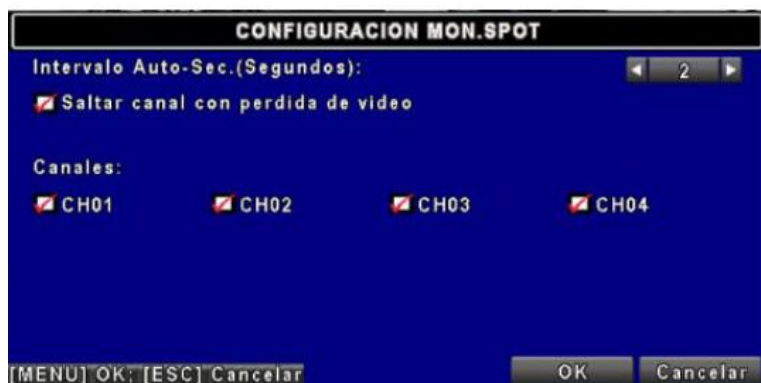 CONFIGURACION MON.SPOT
Intervalo Auto-Sec.(Segundos): 2
Saltar canal con perdida de video
Canales:
CH01 CH02 CH03 CH04
[MENU] OK; [ESC] Cancelar OK Cancelar